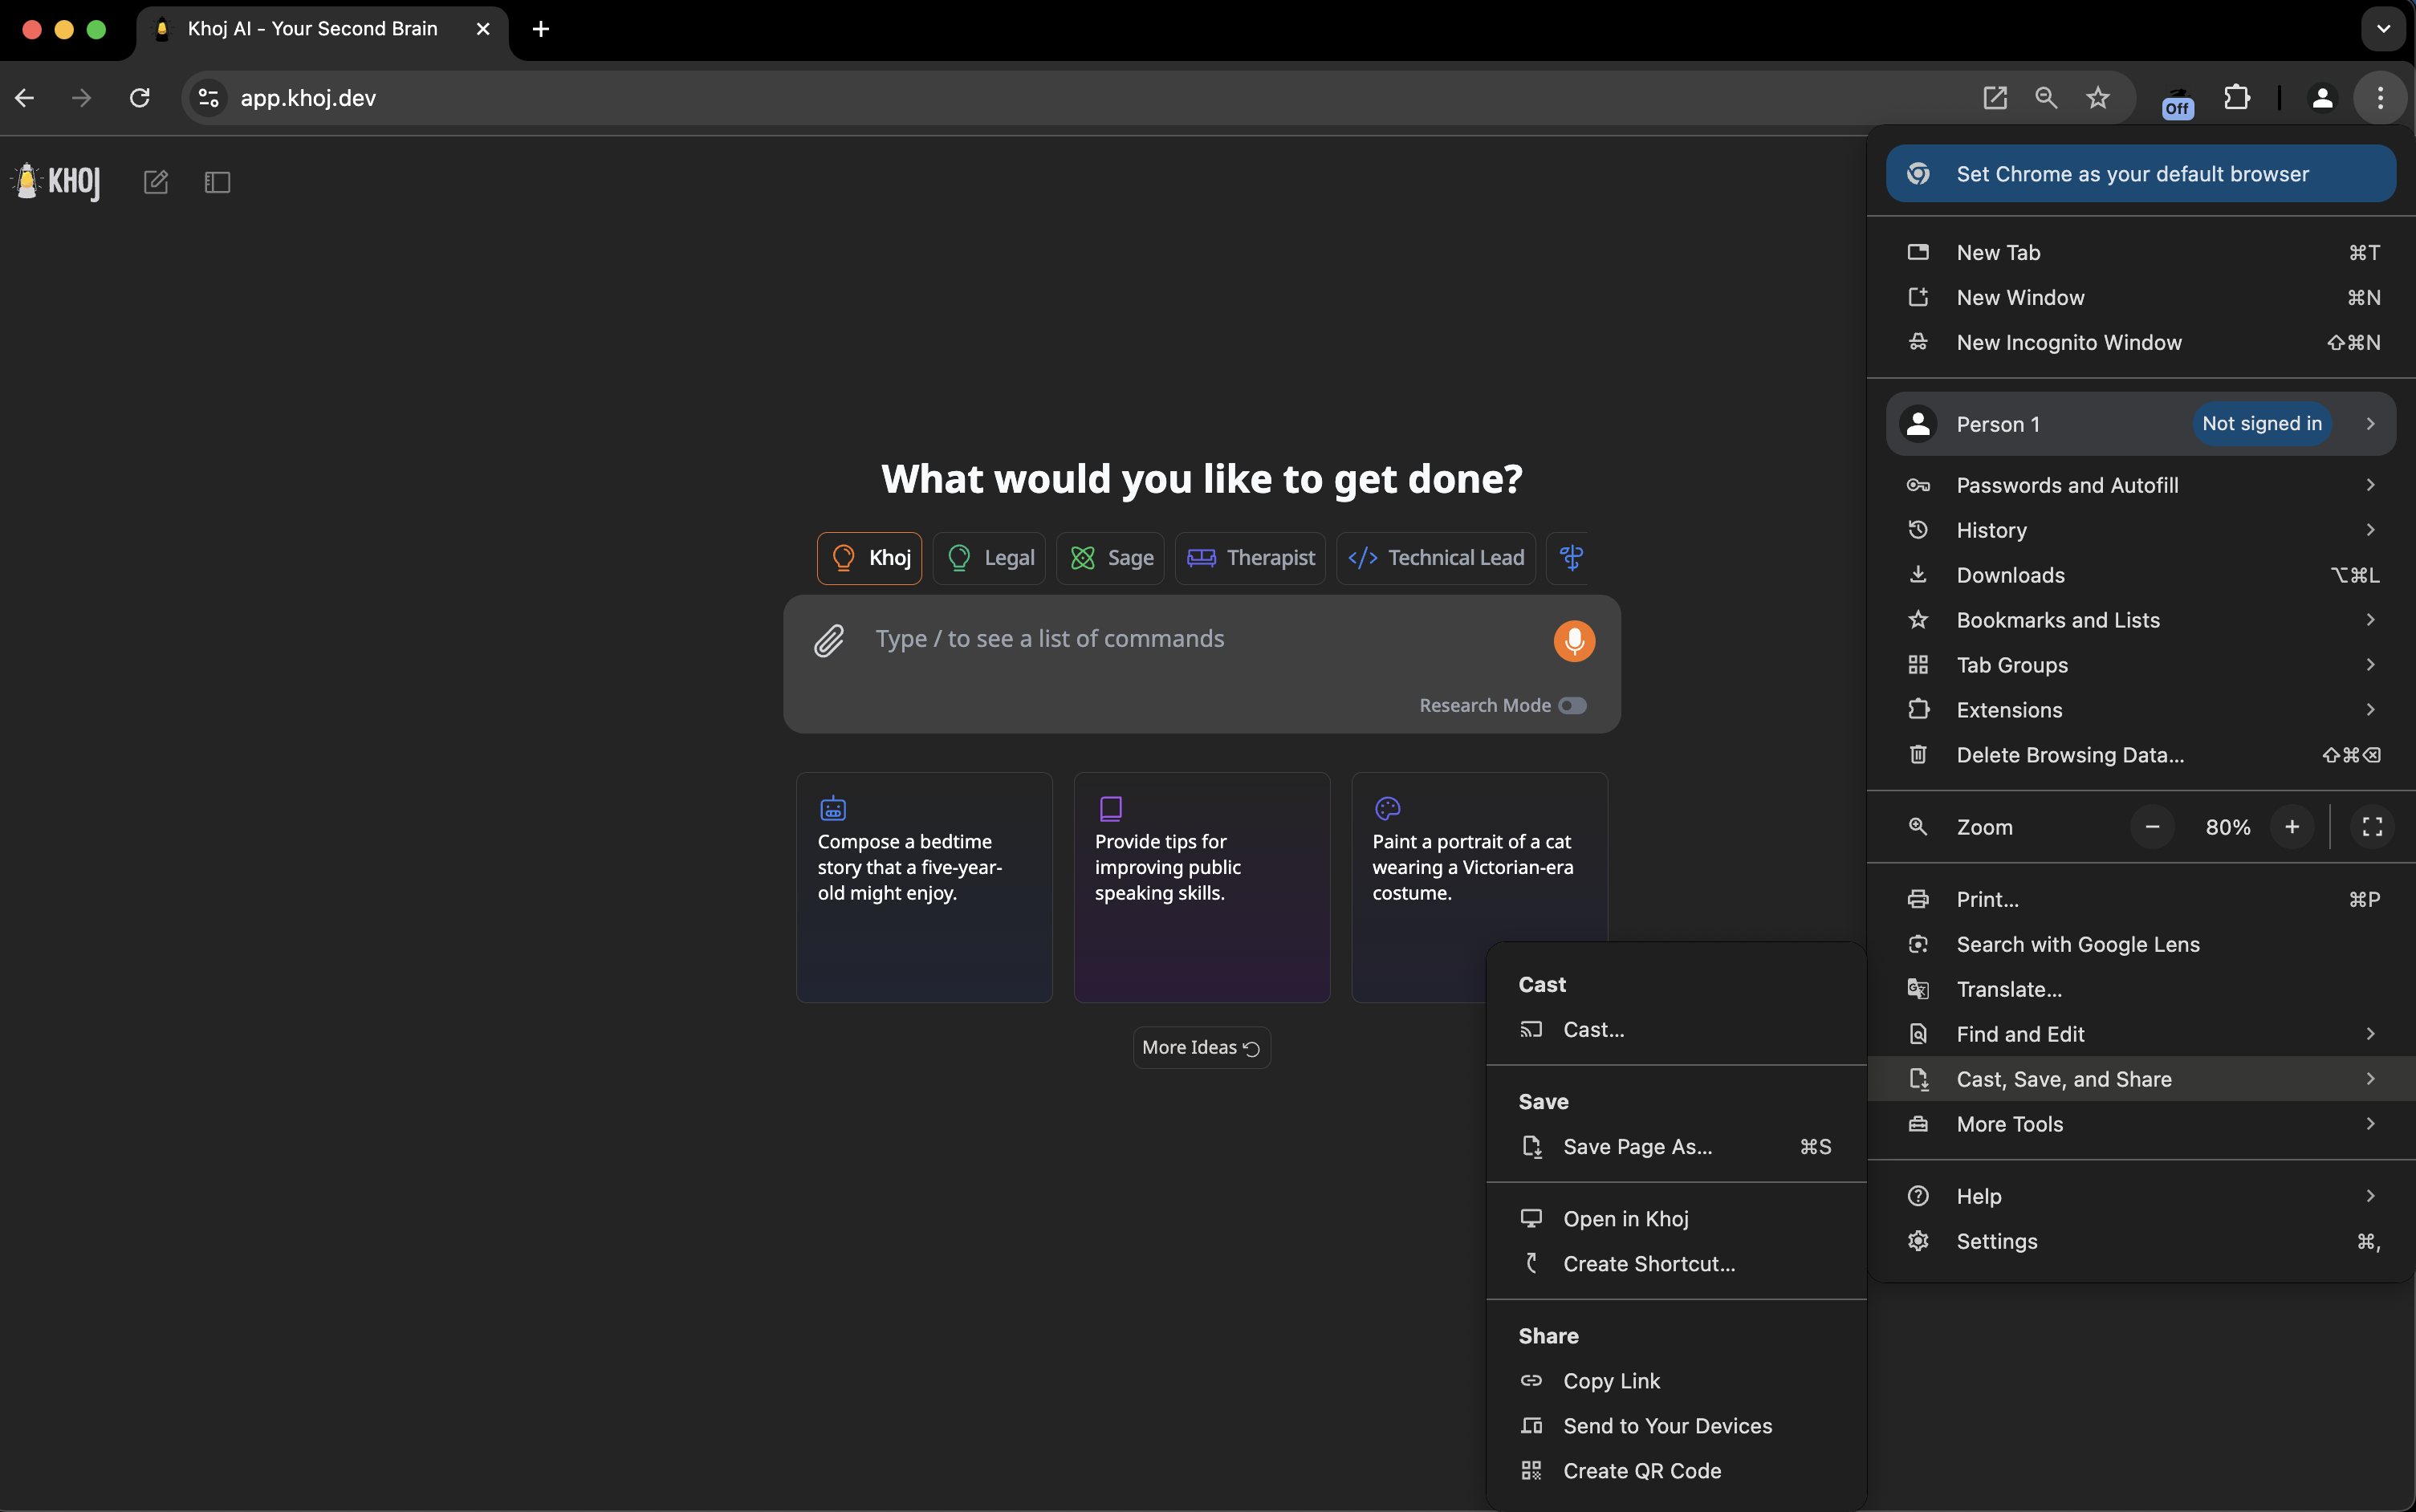 Khoj AI - Your Second Brain
app.khoj.dev
Off
KHOJ
What would you like to get done?
Khoj
Legal
Sage
Therapist
Technical Lead
Type / to see a list of commands
Research Mode
Compose a bedtime
story that a five-year-
old might enjoy.
Provide tips for
improving public
speaking skills.
Paint a portrait of a cat
wearing a Victorian-era
costume.
More Ideas
Set Chrome as your default browser
New Tab ⌘T
New Window ⌘N
New Incognito Window ⇧⌘N
Person 1 Not signed in
Passwords and Autofill
History
Downloads ⌥⌘L
Bookmarks and Lists
Tab Groups
Extensions
Delete Browsing Data... ⇧⌘⌫
Zoom − 80% +
Print... ⌘P
Search with Google Lens
Translate...
Find and Edit
Cast, Save, and Share
More Tools
Help
Settings ⌘,
Cast
Cast...
Save
Save Page As... ⌘S
Open in Khoj
Create Shortcut...
Share
Copy Link
Send to Your Devices
Create QR Code